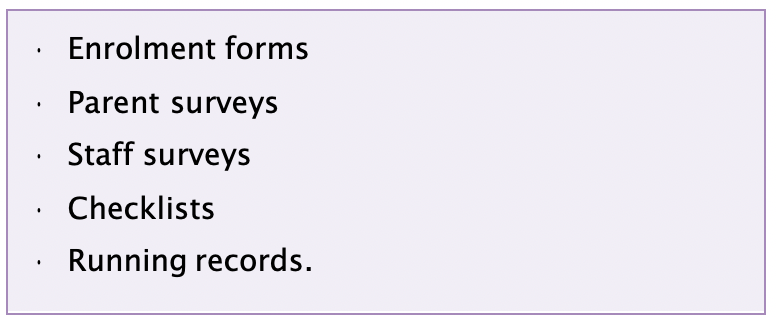 · Enrolment forms
· Parent surveys
· Staff surveys
· Checklists
· Running records.